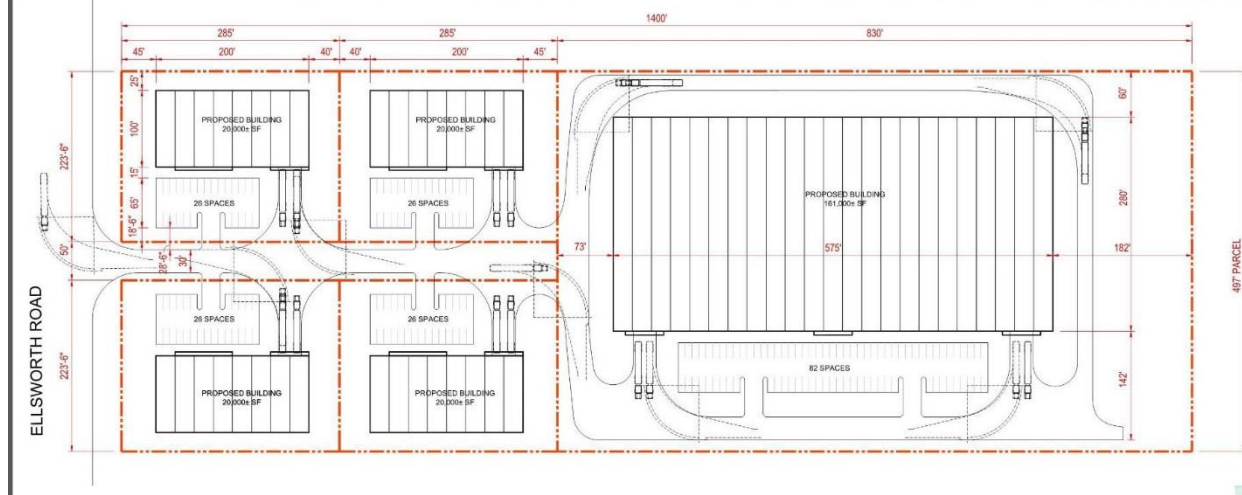 1400'
285'
285'
830'
45'
200'
40'
40'
200'
45'
25'
100'
15'
65'
18'-6"
223'-6"
50'
28'-6"
30'
223'-6"
PROPOSED BUILDING
20,000± SF
PROPOSED BUILDING
20,000± SF
26 SPACES
26 SPACES
26 SPACES
26 SPACES
PROPOSED BUILDING
20,000± SF
PROPOSED BUILDING
20,000± SF
PROPOSED BUILDING
161,000± SF
73'
575'
182'
60'
280'
142'
82 SPACES
497' PARCEL
ELLSWORTH ROAD